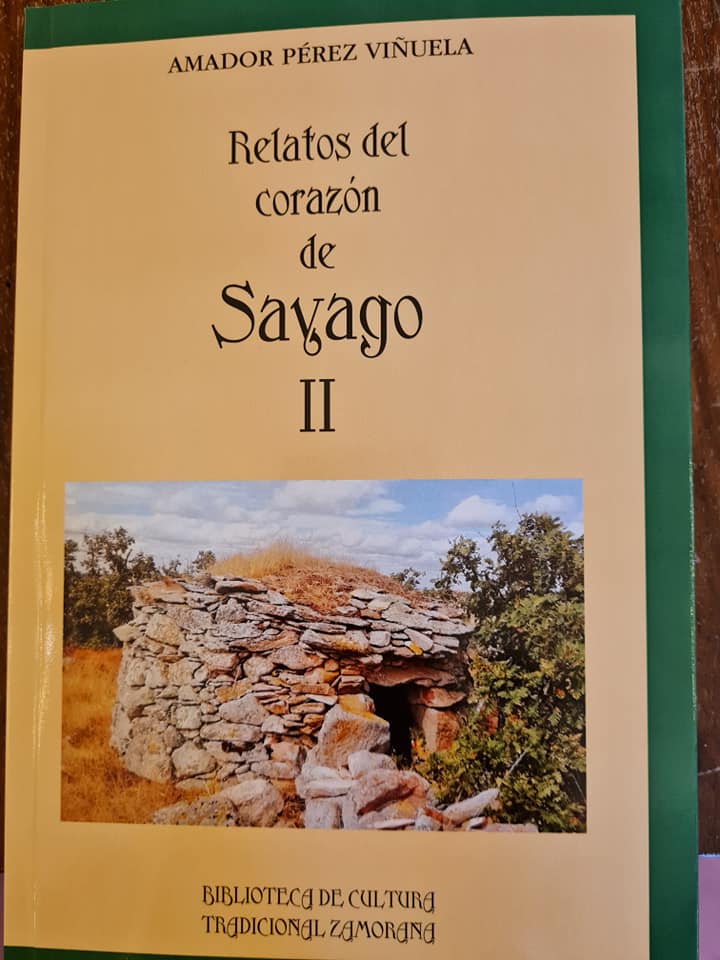 AMADOR PÉREZ VIÑUELA
Relatos del
corazón
de
Sayago
II
BIBLIOTECA DE CULTURA
TRADICIONAL ZAMORANA